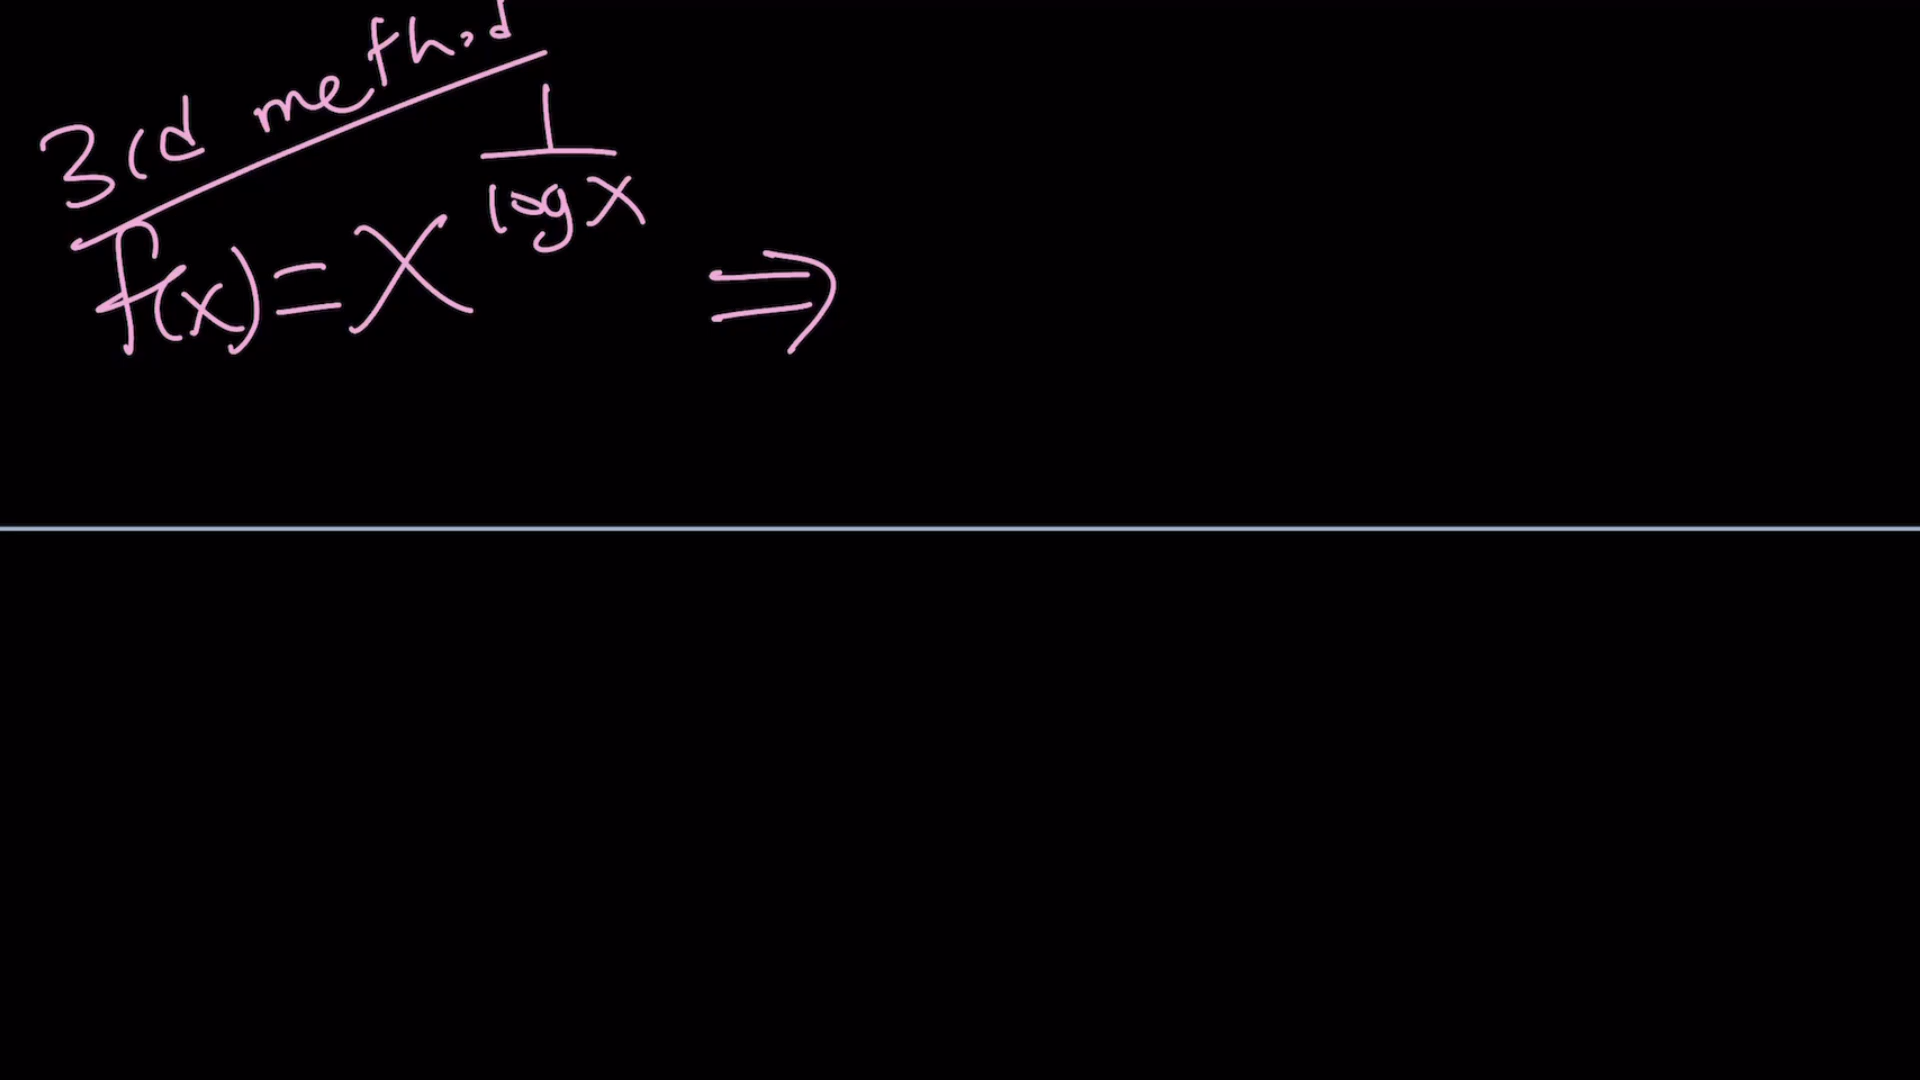 3rd method
f(x) = x^(1/log x) ⇒